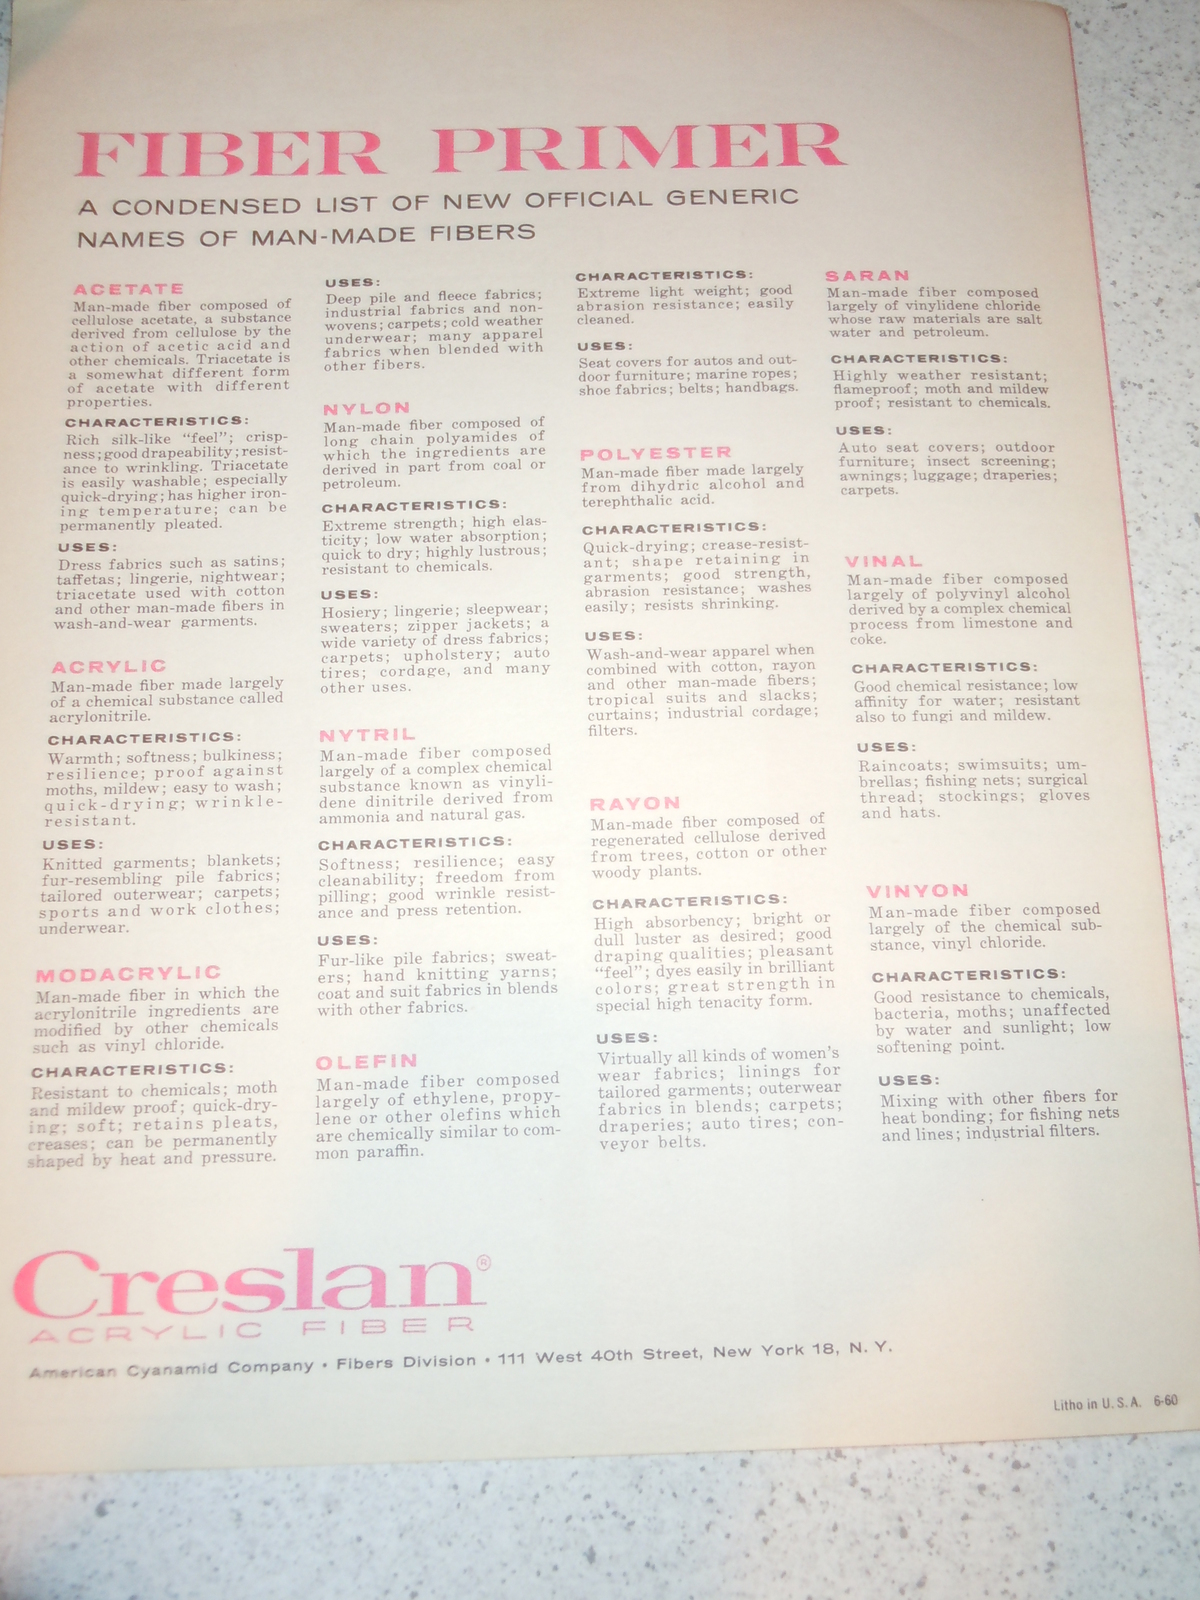 FIBER PRIMER
A CONDENSED LIST OF NEW OFFICIAL GENERIC
NAMES OF MAN-MADE FIBERS
ACETATE
Man-made fiber composed of
cellulose acetate, a substance
derived from cellulose by the
action of acetic acid and
other chemicals. Triacetate is
a somewhat different form
of acetate with different
properties.
CHARACTERISTICS:
Rich silk-like "feel"; crisp-
ness; good drapeability; resist-
ance to wrinkling. Triacetate
is easily washable; especially
quick-drying; has higher iron-
ing temperature; can be
permanently pleated.
USES:
Dress fabrics such as satins;
taffetas; lingerie, nightwear;
triacetate used with cotton
and other man-made fibers in
wash-and-wear garments.
ACRYLIC
Man-made fiber made largely
of a chemical substance called
acrylonitrile.
CHARACTERISTICS:
Warmth; softness; bulkiness;
resilience; proof against
moths, mildew; easy to wash;
quick-drying; wrinkle-
resistant.
USES:
Knitted garments; blankets;
fur-resembling pile fabrics;
tailored outerwear; carpets;
sports and work clothes;
underwear.
MODACRYLIC
Man-made fiber in which the
acrylonitrile ingredients are
modified by other chemicals
such as vinyl chloride.
CHARACTERISTICS:
Resistant to chemicals; moth
and mildew proof; quick-dry-
ing; soft; retains pleats,
creases; can be permanently
shaped by heat and pressure.
USES:
Deep pile and fleece fabrics;
industrial fabrics and non-
wovens; carpets; cold weather
underwear; many apparel
fabrics when blended with
other fibers.
NYLON
Man-made fiber composed of
long chain polyamides of
which the ingredients are
derived in part from coal or
petroleum.
CHARACTERISTICS:
Extreme strength; high elas-
ticity; low water absorption;
quick to dry; highly lustrous;
resistant to chemicals.
USES:
Hosiery; lingerie; sleepwear;
sweaters; zipper jackets; a
wide variety of dress fabrics;
carpets; upholstery; auto
tires; cordage, and many
other uses.
NYTRIL
Man-made fiber composed
largely of a complex chemical
substance known as vinyli-
dene dinitrile derived from
ammonia and natural gas.
CHARACTERISTICS:
Softness; resilience; easy
cleanability; freedom from
pilling; good wrinkle resist-
ance and press retention.
USES:
Fur-like pile fabrics; sweat-
ers; hand knitting yarns;
coat and suit fabrics in blends
with other fabrics.
OLEFIN
Man-made fiber composed
largely of ethylene, propy-
lene or other olefins which
are chemically similar to com-
mon paraffin.
CHARACTERISTICS:
Extreme light weight; good
abrasion resistance; easily
cleaned.
USES:
Seat covers for autos and out-
door furniture; marine ropes;
shoe fabrics; belts; handbags.
POLYESTER
Man-made fiber made largely
from dihydric alcohol and
terephthalic acid.
CHARACTERISTICS:
Quick-drying; crease-resist-
ant; shape retaining in
garments; good strength,
abrasion resistance; washes
easily; resists shrinking.
USES:
Wash-and-wear apparel when
combined with cotton, rayon
and other man-made fibers;
tropical suits and slacks;
curtains; industrial cordage;
filters.
RAYON
Man-made fiber composed of
regenerated cellulose derived
from trees, cotton or other
woody plants.
CHARACTERISTICS:
High absorbency; bright or
dull luster as desired; good
draping qualities; pleasant
"feel"; dyes easily in brilliant
colors; great strength in
special high tenacity form.
USES:
Virtually all kinds of women's
wear fabrics; linings for
tailored garments; outerwear
fabrics in blends; carpets;
draperies; auto tires; con-
veyor belts.
SARAN
Man-made fiber composed
largely of vinylidene chloride
whose raw materials are salt
water and petroleum.
CHARACTERISTICS:
Highly weather resistant;
flameproof; moth and mildew
proof; resistant to chemicals.
USES:
Auto seat covers; outdoor
furniture; insect screening;
awnings; luggage; draperies;
carpets.
VINAL
Man-made fiber composed
largely of polyvinyl alcohol
derived by a complex chemical
process from limestone and
coke.
CHARACTERISTICS:
Good chemical resistance; low
affinity for water; resistant
also to fungi and mildew.
USES:
Raincoats; swimsuits; um-
brellas; fishing nets; surgical
thread; stockings; gloves
and hats.
VINYON
Man-made fiber composed
largely of the chemical sub-
stance, vinyl chloride.
CHARACTERISTICS:
Good resistance to chemicals,
bacteria, moths; unaffected
by water and sunlight; low
softening point.
USES:
Mixing with other fibers for
heat bonding; for fishing nets
and lines; industrial filters.
Creslan®
ACRYLIC FIBER
American Cyanamid Company • Fibers Division • 111 West 40th Street, New York 18, N. Y.
Litho in U. S. A. 6-60